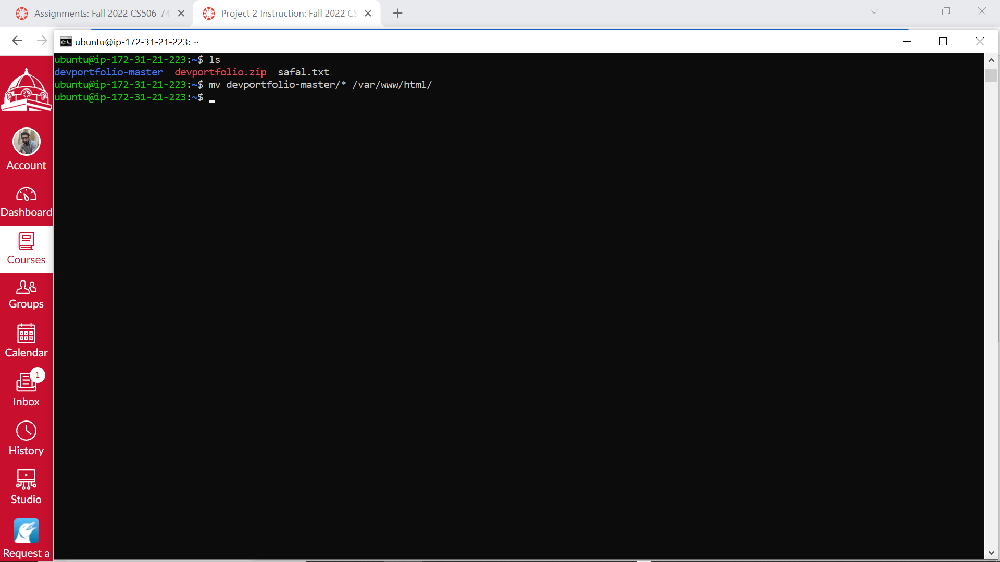 Assignments: Fall 2022 CS506-74
Project 2 Instruction: Fall 2022 CS
ubuntu@ip-172-31-21-223: ~
ubuntu@ip-172-31-21-223:~$ ls
devportfolio-master devportfolio.zip safal.txt
ubuntu@ip-172-31-21-223:~$ mv devportfolio-master/* /var/www/html/
ubuntu@ip-172-31-21-223:~$
Account
Dashboard
Courses
Groups
Calendar
1
Inbox
History
Studio
Request a